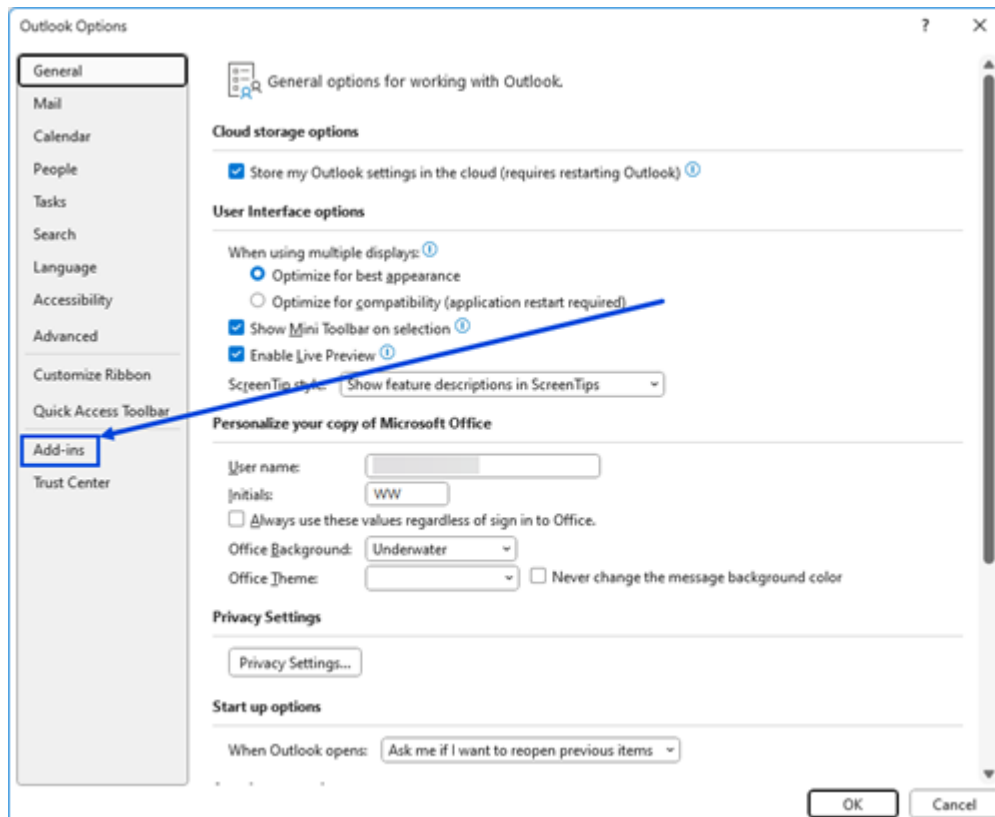 Outlook Options
?
General
Mail
Calendar
People
Tasks
Search
Language
Accessibility
Advanced
Customize Ribbon
Quick Access Toolbar
Add-ins
Trust Center
General options for working with Outlook.
Cloud storage options
Store my Outlook settings in the cloud (requires restarting Outlook)
User Interface options
When using multiple displays:
Optimize for best appearance
Optimize for compatibility (application restart required)
Show Mini Toolbar on selection
Enable Live Preview
ScreenTip style: Show feature descriptions in ScreenTips
Personalize your copy of Microsoft Office
User name:
Initials: WW
Always use these values regardless of sign in to Office.
Office Background: Underwater
Office Theme: Never change the message background color
Privacy Settings
Privacy Settings...
Start up options
When Outlook opens: Ask me if I want to reopen previous items
OK Cancel